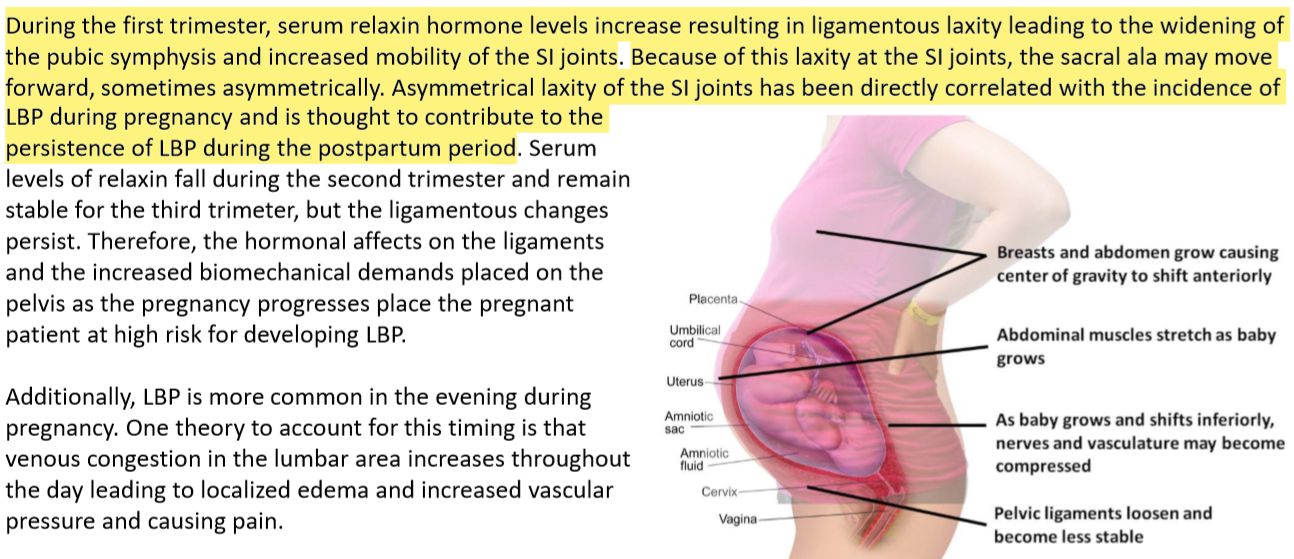 During the first trimester, serum relaxin hormone levels increase resulting in ligamentous laxity leading to the widening of
the pubic symphysis and increased mobility of the SI joints. Because of this laxity at the SI joints, the sacral ala may move
forward, sometimes asymmetrically. Asymmetrical laxity of the SI joints has been directly correlated with the incidence of
LBP during pregnancy and is thought to contribute to the
persistence of LBP during the postpartum period. Serum
levels of relaxin fall during the second trimester and remain
stable for the third trimeter, but the ligamentous changes
persist. Therefore, the hormonal affects on the ligaments
and the increased biomechanical demands placed on the
pelvis as the pregnancy progresses place the pregnant
patient at high risk for developing LBP.
Additionally, LBP is more common in the evening during
pregnancy. One theory to account for this timing is that
venous congestion in the lumbar area increases throughout
the day leading to localized edema and increased vascular
pressure and causing pain.
Placenta
Umbilical
cord
Uterus
Amniotic
sac
Amniotic
fluid
Cervix
Vagina
Breasts and abdomen grow causing
center of gravity to shift anteriorly
Abdominal muscles stretch as baby
grows
As baby grows and shifts inferiorly,
nerves and vasculature may become
compressed
Pelvic ligaments loosen and
become less stable